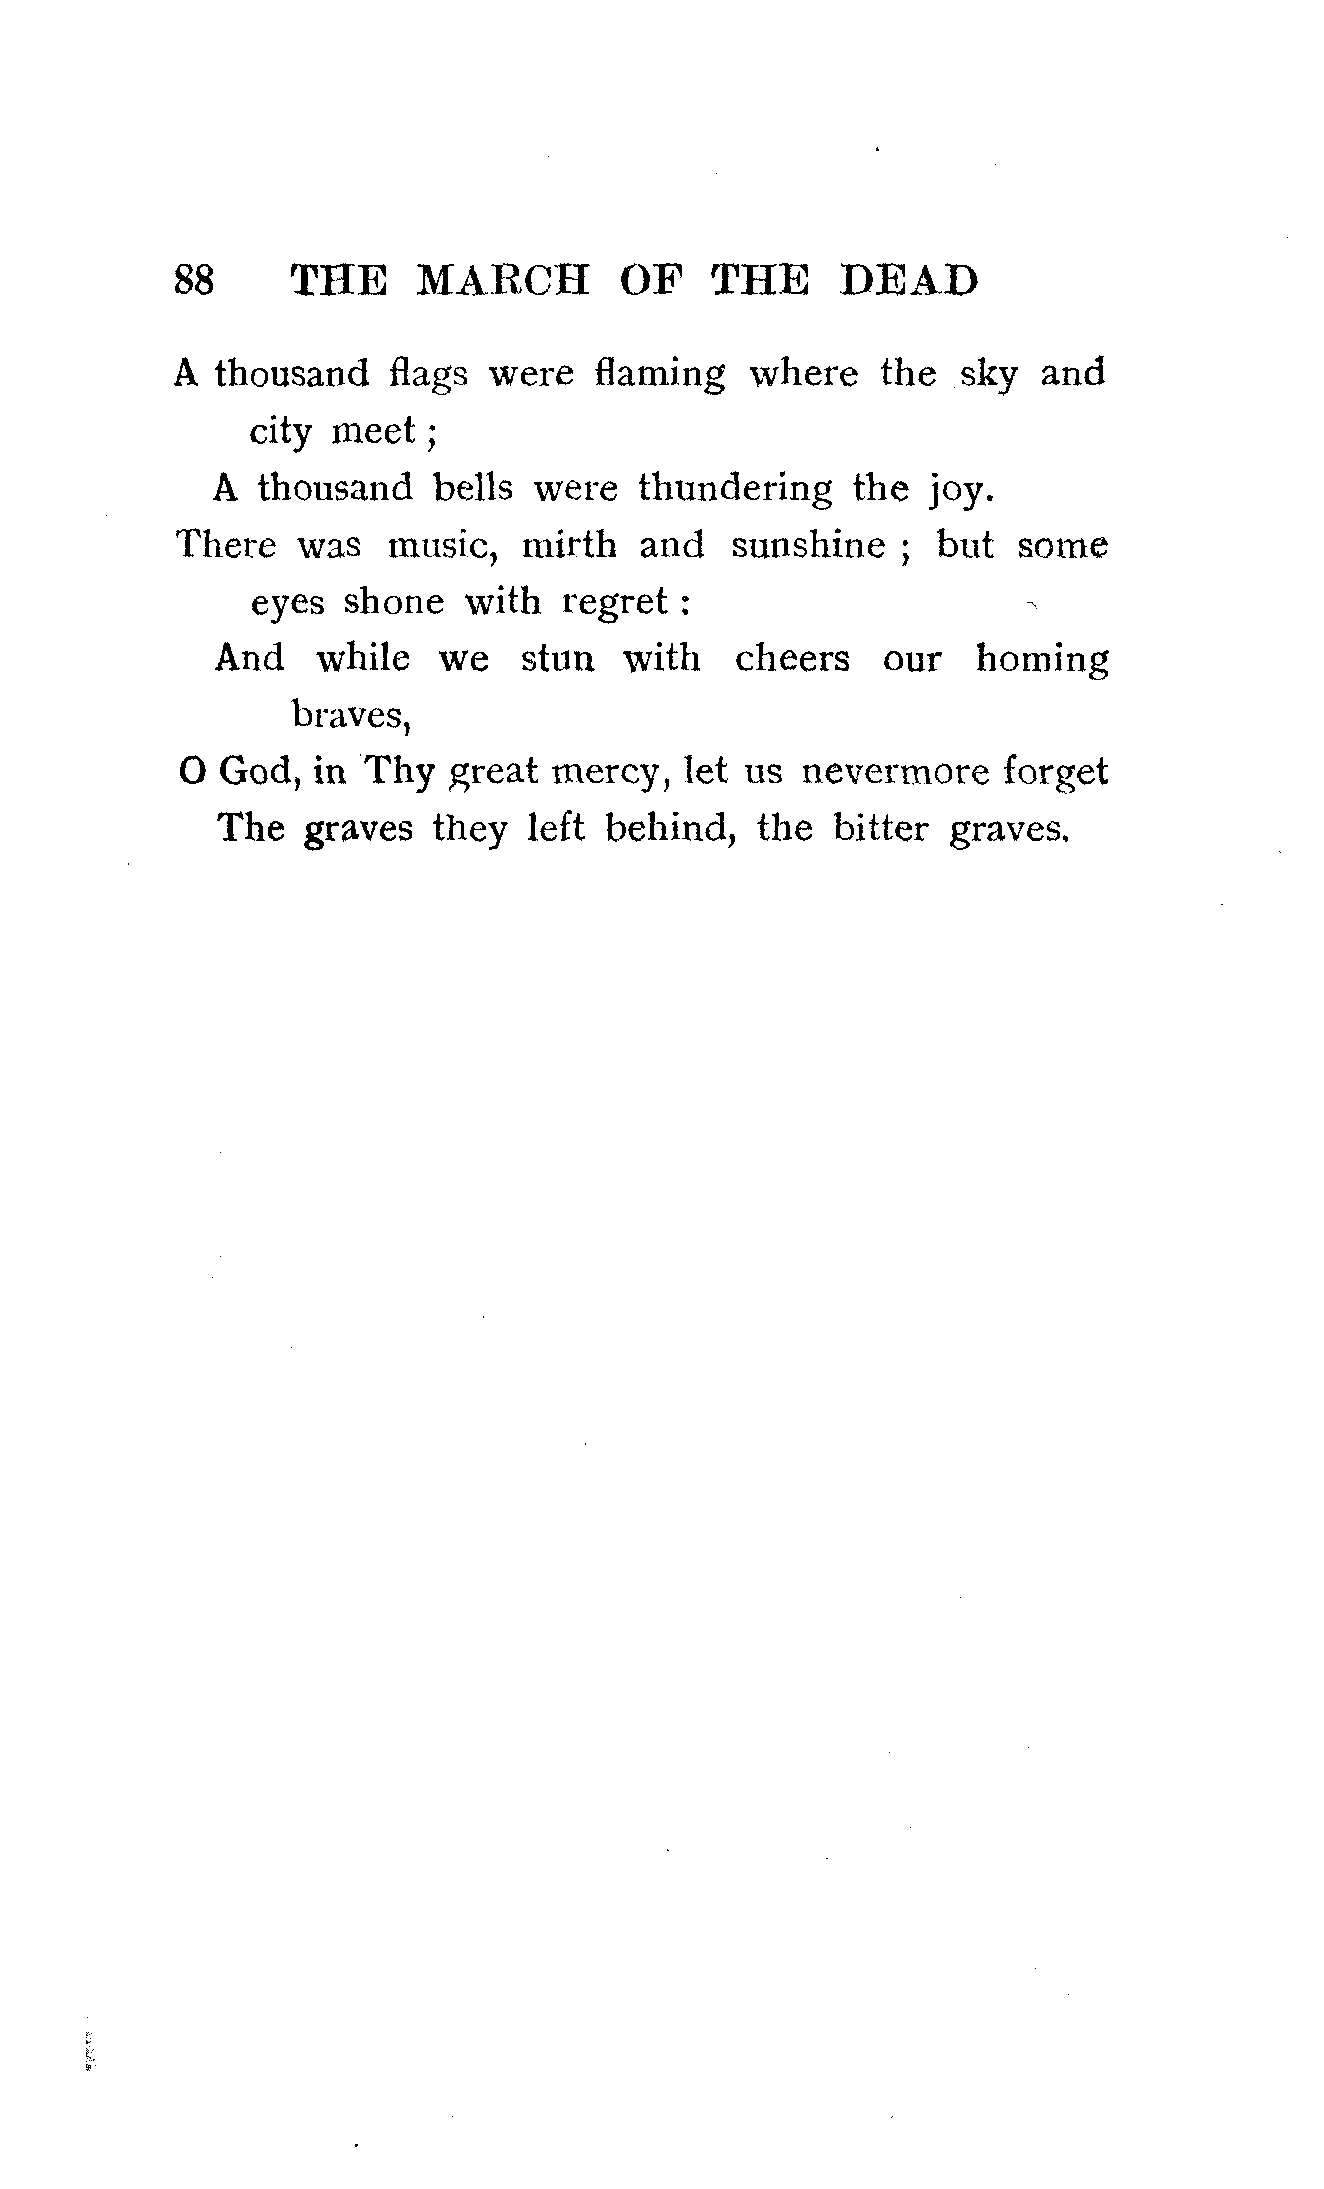 88 THE MARCH OF THE DEAD
A thousand flags were flaming where the sky and
city meet ;
A thousand bells were thundering the joy.
There was music, mirth and sunshine ; but some
eyes shone with regret :
And while we stun with cheers our homing
braves,
O God, in Thy great mercy, let us nevermore forget
The graves they left behind, the bitter graves.